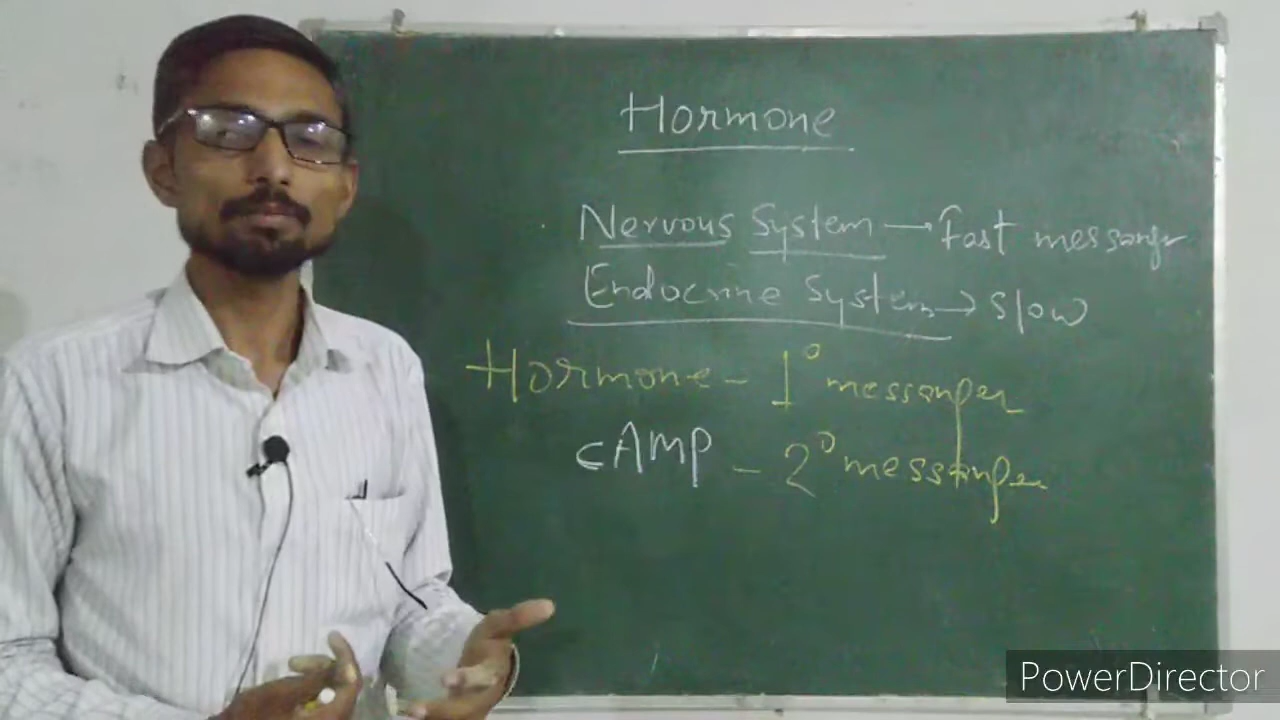 Hormone
Nervous System → Fast messanger
Endocrine System → Slow
Hormone - 1° messanger
cAMP - 2° messanger
PowerDirector